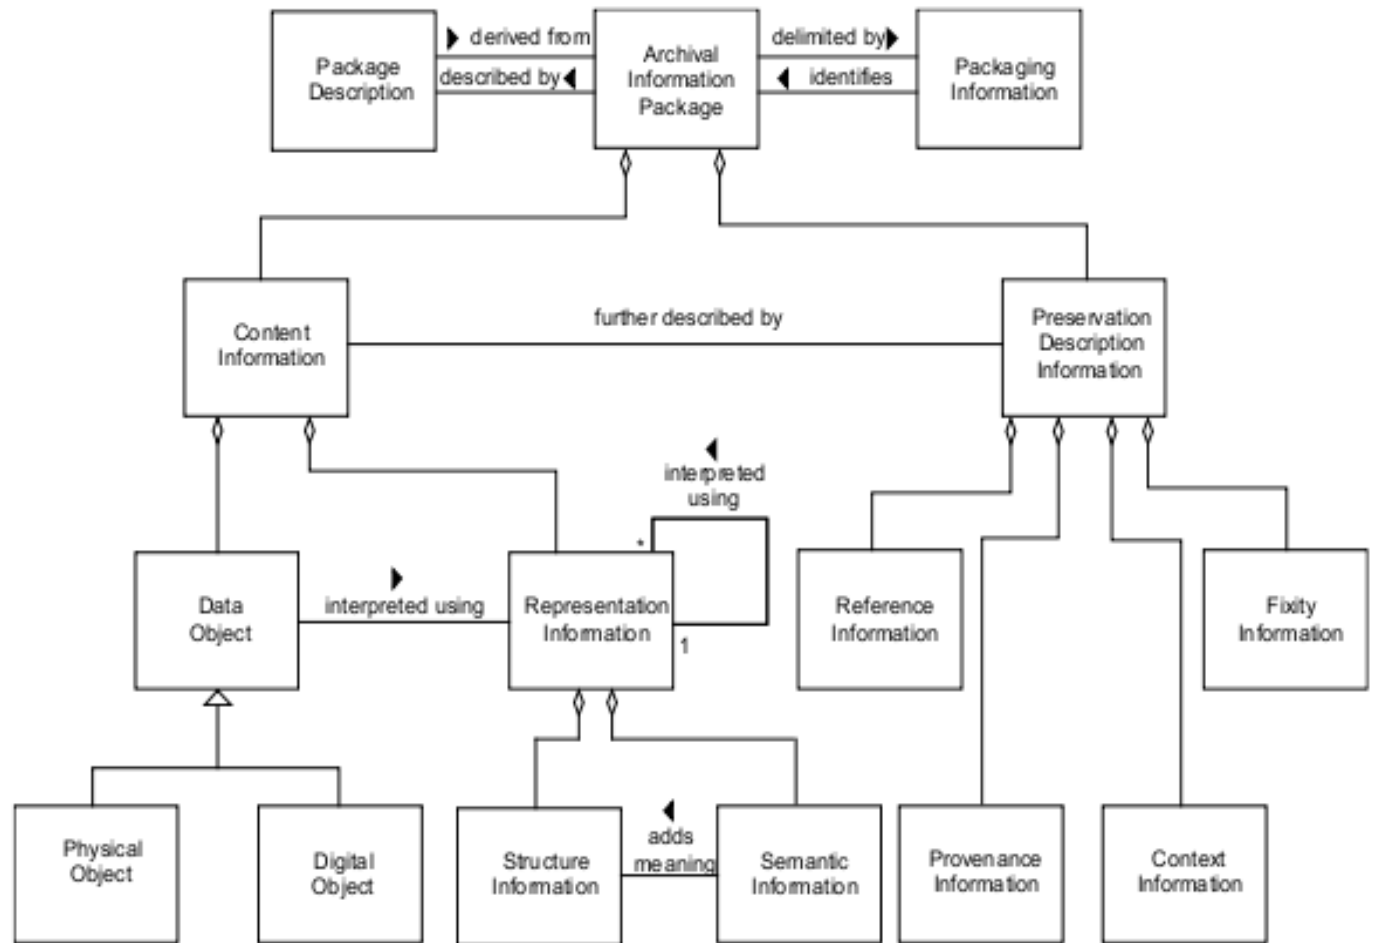 Package
Description
derived from
described by
Archival
Information
Package
delimited by
identifies
Packaging
Information
Content
Information
further described by
Preservation
Description
Information
interpreted
using
*
1
Data
Object
interpreted using
Representation
Information
Reference
Information
Fixity
Information
Physical
Object
Digital
Object
Structure
Information
adds
meaning
Semantic
Information
Provenance
Information
Context
Information